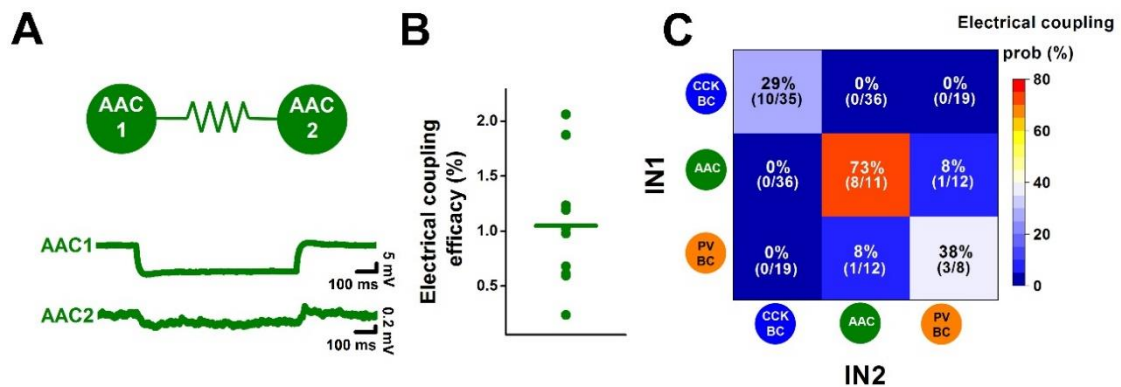 A
AAC
1
AAC
2
AAC1
5 mV
100 ms
AAC2
0.2 mV
100 ms
B
Electrical coupling
efficacy (%)
2.0
1.5
1.0
0.5
C
Electrical coupling
prob (%)
IN1
CCK
BC
29%
(10/35)
0%
(0/36)
0%
(0/19)
AAC
0%
(0/36)
73%
(8/11)
8%
(1/12)
PV
BC
0%
(0/19)
8%
(1/12)
38%
(3/8)
CCK
BC
AAC
PV
BC
IN2
80
60
40
20
0